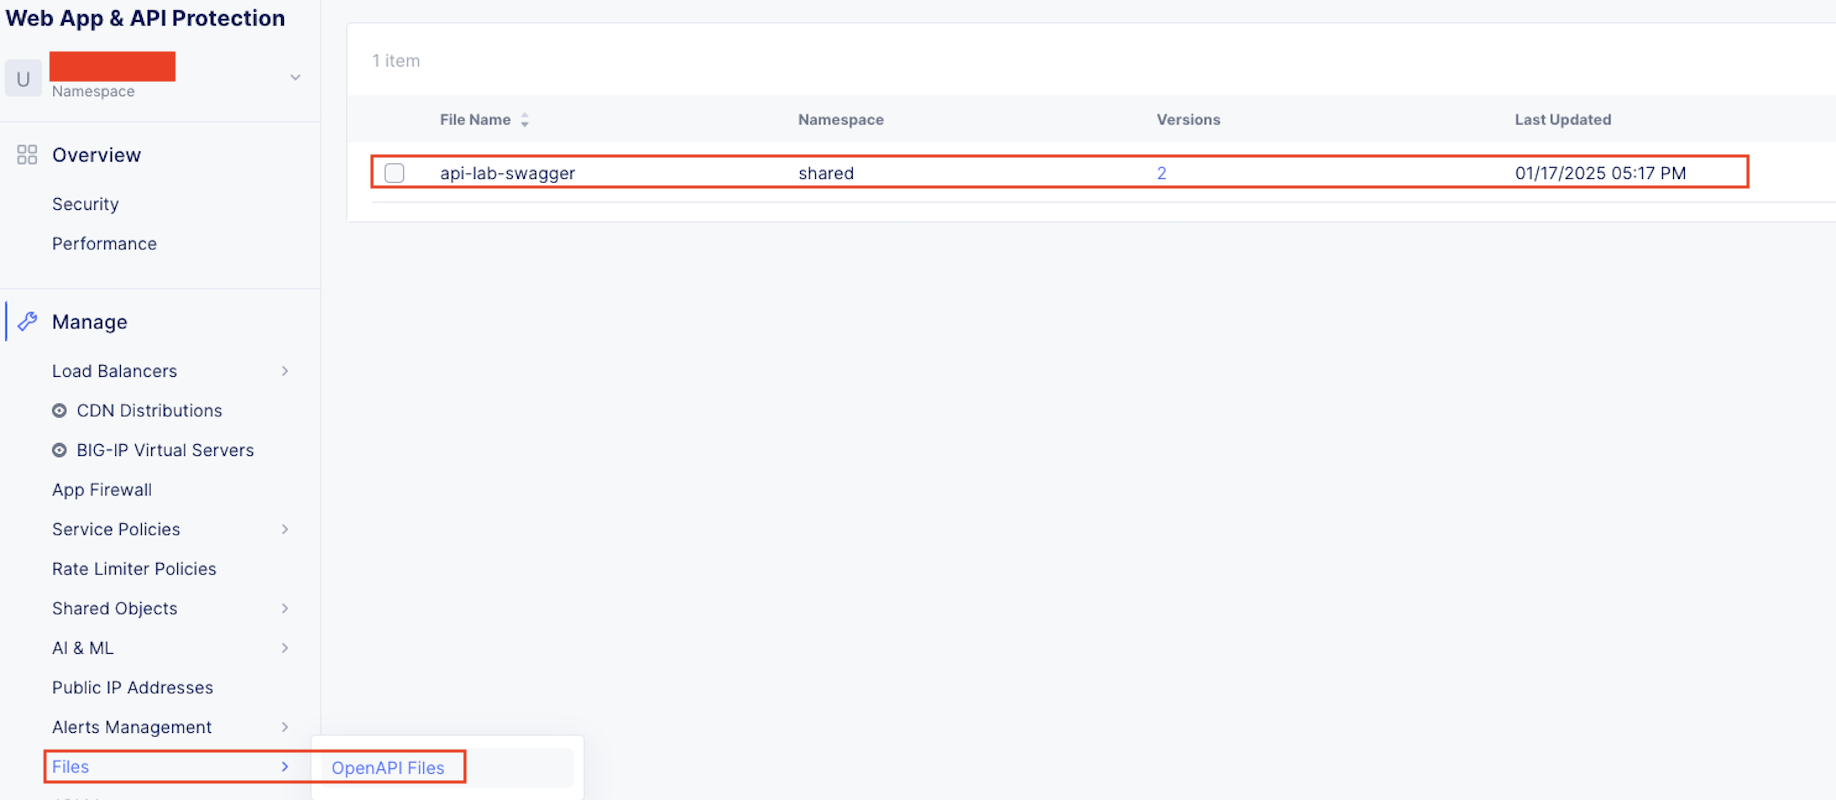 Web App & API Protection
U
Namespace
Overview
Security
Performance
Manage
Load Balancers
CDN Distributions
BIG-IP Virtual Servers
App Firewall
Service Policies
Rate Limiter Policies
Shared Objects
AI & ML
Public IP Addresses
Alerts Management
Files
OpenAPI Files
1 item
File Name Namespace Versions Last Updated
api-lab-swagger shared 2 01/17/2025 05:17 PM